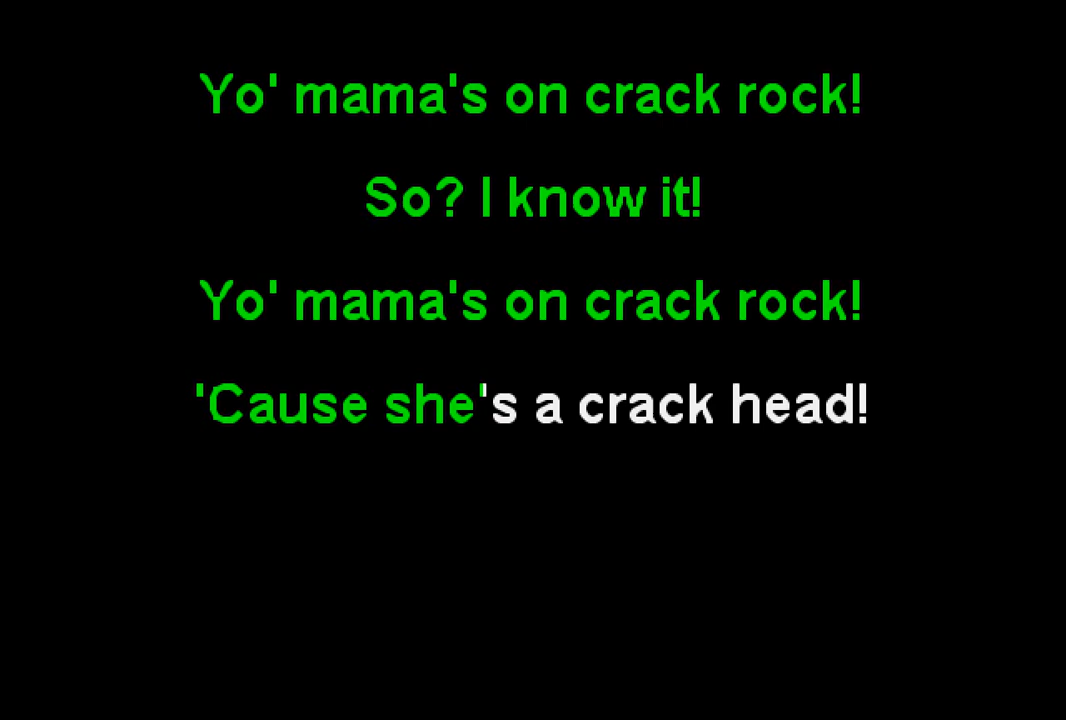 Yo' mama's on crack rock!
So? I know it!
Yo' mama's on crack rock!
'Cause she's a crack head!